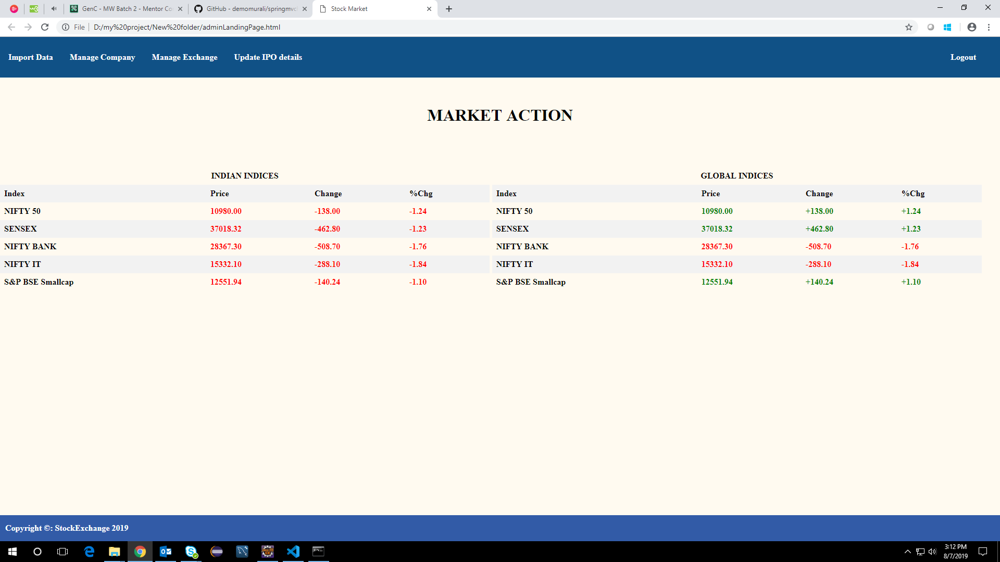 GenC - MW Batch 2 - Mentor Co
GitHub - demomurali/springmvc
Stock Market
File
D:/my%20project/New%20folder/adminLandingPage.html
Import Data Manage Company Manage Exchange Update IPO details Logout
MARKET ACTION
INDIAN INDICES
Index Price Change %Chg
NIFTY 50 10980.00 -138.00 -1.24
SENSEX 37018.32 -462.80 -1.23
NIFTY BANK 28367.30 -508.70 -1.76
NIFTY IT 15332.10 -288.10 -1.84
S&P BSE Smallcap 12551.94 -140.24 -1.10
GLOBAL INDICES
Index Price Change %Chg
NIFTY 50 10980.00 +138.00 +1.24
SENSEX 37018.32 +462.80 +1.23
NIFTY BANK 28367.30 -508.70 -1.76
NIFTY IT 15332.10 -288.10 -1.84
S&P BSE Smallcap 12551.94 +140.24 +1.10
Copyright ©: StockExchange 2019
3:12 PM
8/7/2019